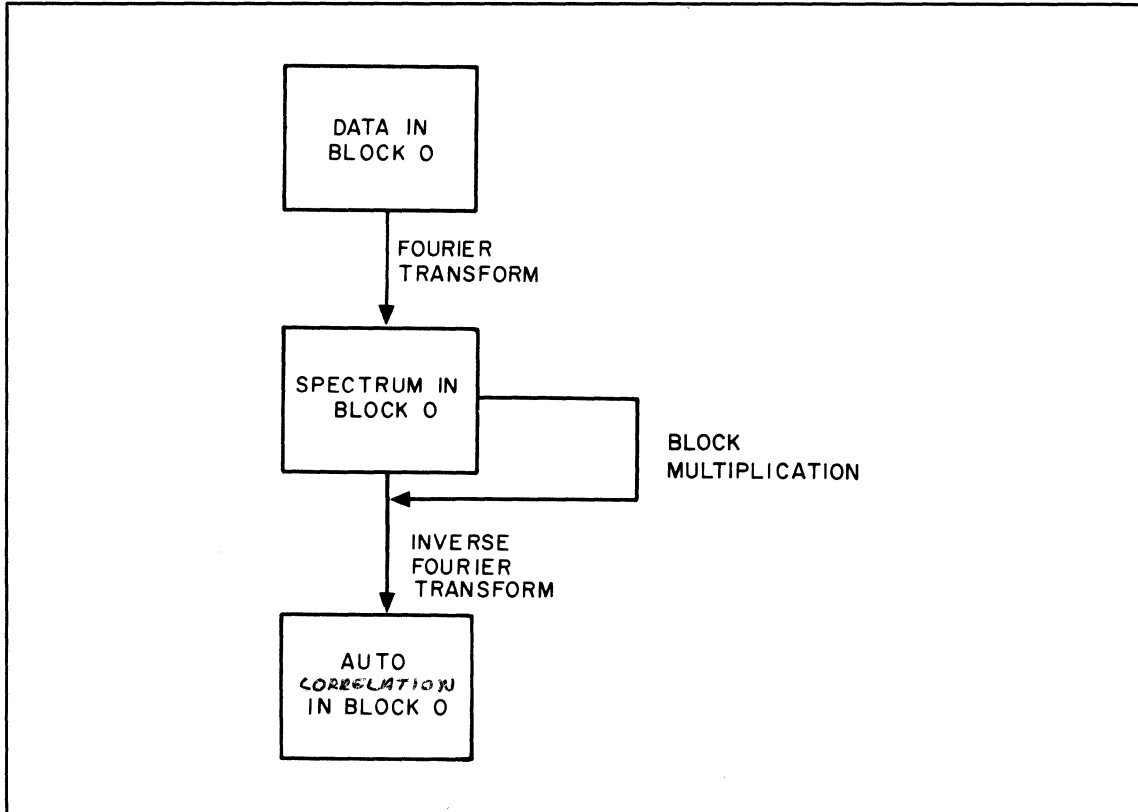 DATA IN
BLOCK 0
FOURIER
TRANSFORM
SPECTRUM IN
BLOCK 0
BLOCK
MULTIPLICATION
INVERSE
FOURIER
TRANSFORM
AUTO
CORRELATION
IN BLOCK 0